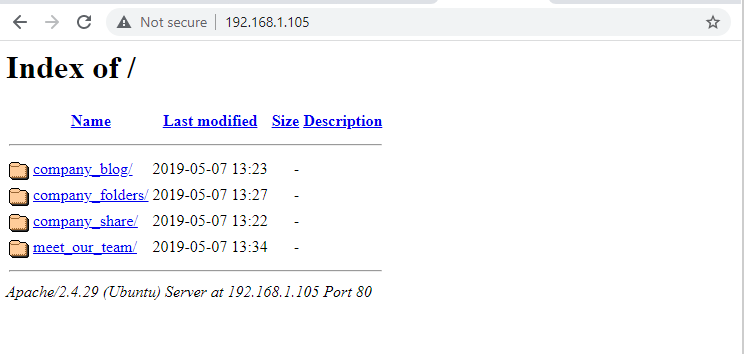 Not secure | 192.168.1.105
Index of /
Name Last modified Size Description
company_blog/ 2019-05-07 13:23 -
company_folders/ 2019-05-07 13:27 -
company_share/ 2019-05-07 13:22 -
meet_our_team/ 2019-05-07 13:34 -
Apache/2.4.29 (Ubuntu) Server at 192.168.1.105 Port 80